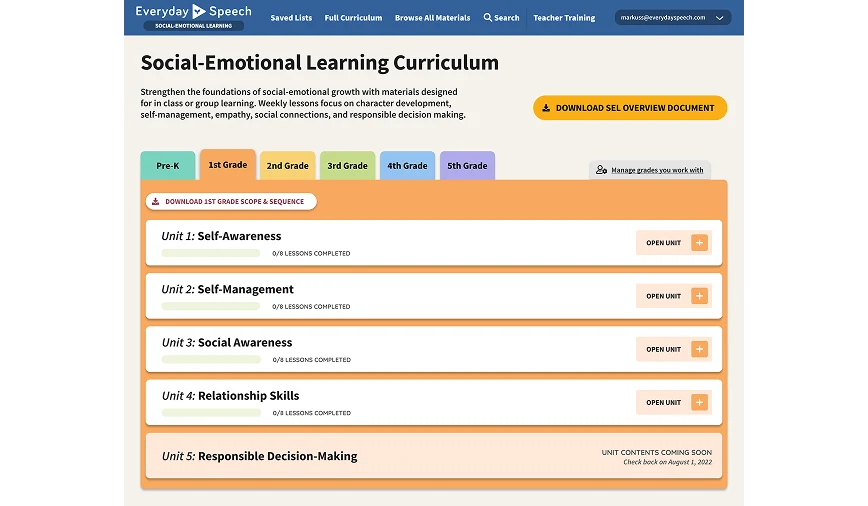 Everyday Speech
SOCIAL-EMOTIONAL LEARNING
Saved Lists
Full Curriculum
Browse All Materials
Search
Teacher Training
markuss@everydayspeech.com
Social-Emotional Learning Curriculum
Strengthen the foundations of social-emotional growth with materials designed
for in class or group learning. Weekly lessons focus on character development,
self-management, empathy, social connections, and responsible decision making.
DOWNLOAD SEL OVERVIEW DOCUMENT
Pre-K
1st Grade
2nd Grade
3rd Grade
4th Grade
5th Grade
Manage grades you work with
DOWNLOAD 1ST GRADE SCOPE & SEQUENCE
Unit 1: Self-Awareness
0/8 LESSONS COMPLETED
OPEN UNIT +
Unit 2: Self-Management
0/8 LESSONS COMPLETED
OPEN UNIT +
Unit 3: Social Awareness
0/8 LESSONS COMPLETED
OPEN UNIT +
Unit 4: Relationship Skills
0/8 LESSONS COMPLETED
OPEN UNIT +
Unit 5: Responsible Decision-Making
UNIT CONTENTS COMING SOON
Check back on August 1, 2022